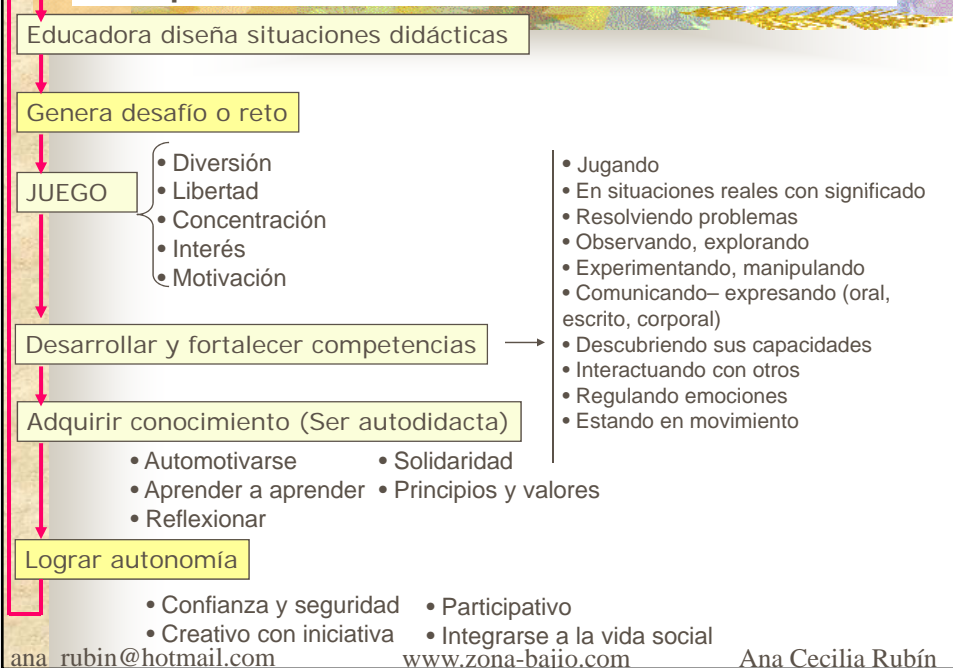 Educadora diseña situaciones didácticas
Genera desafío o reto
JUEGO
• Diversión
• Libertad
• Concentración
• Interés
• Motivación
Desarrollar y fortalecer competencias
• Jugando
• En situaciones reales con significado
• Resolviendo problemas
• Observando, explorando
• Experimentando, manipulando
• Comunicando– expresando (oral,
escrito, corporal)
• Descubriendo sus capacidades
• Interactuando con otros
• Regulando emociones
• Estando en movimiento
Adquirir conocimiento (Ser autodidacta)
• Automotivarse
• Aprender a aprender
• Reflexionar
• Solidaridad
• Principios y valores
Lograr autonomía
• Confianza y seguridad
• Creativo con iniciativa
• Participativo
• Integrarse a la vida social
ana_rubin@hotmail.com
www.zona-bajio.com
Ana Cecilia Rubín